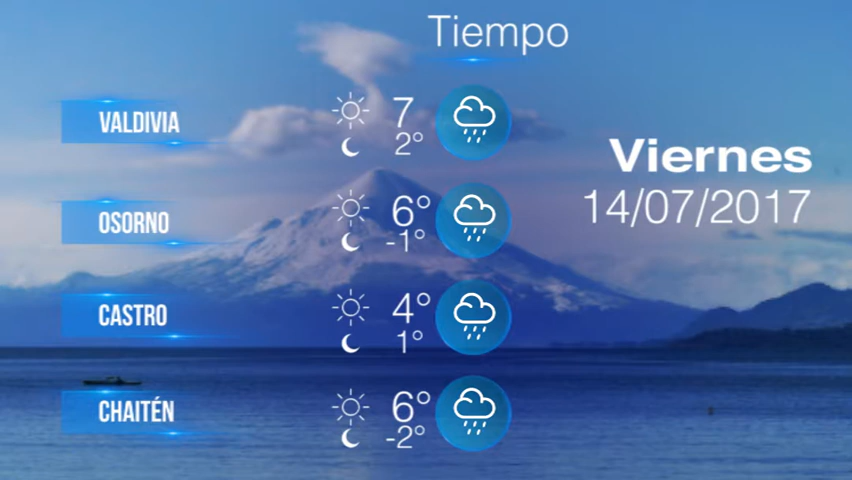 Tiempo
VALDIVIA
7
2°
OSORNO
6°
-1°
CASTRO
4°
1°
CHAITÉN
6°
-2°
Viernes
14/07/2017